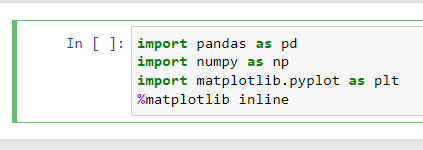 In [ ]: import pandas as pd
import numpy as np
import matplotlib.pyplot as plt
%matplotlib inline